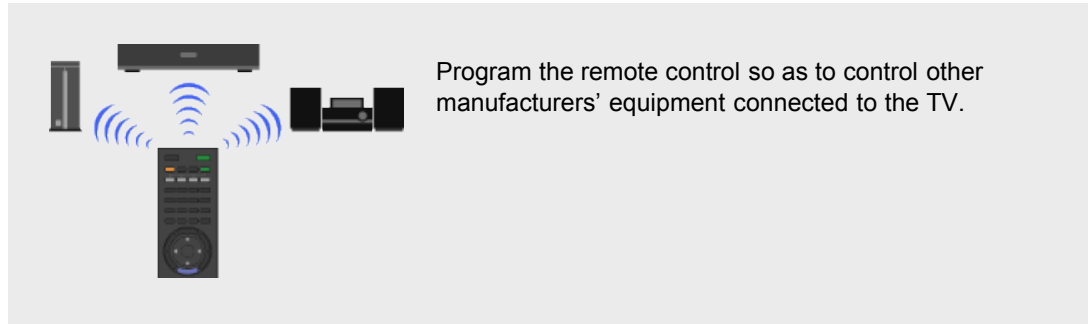 Program the remote control so as to control other
manufacturers’ equipment connected to the TV.